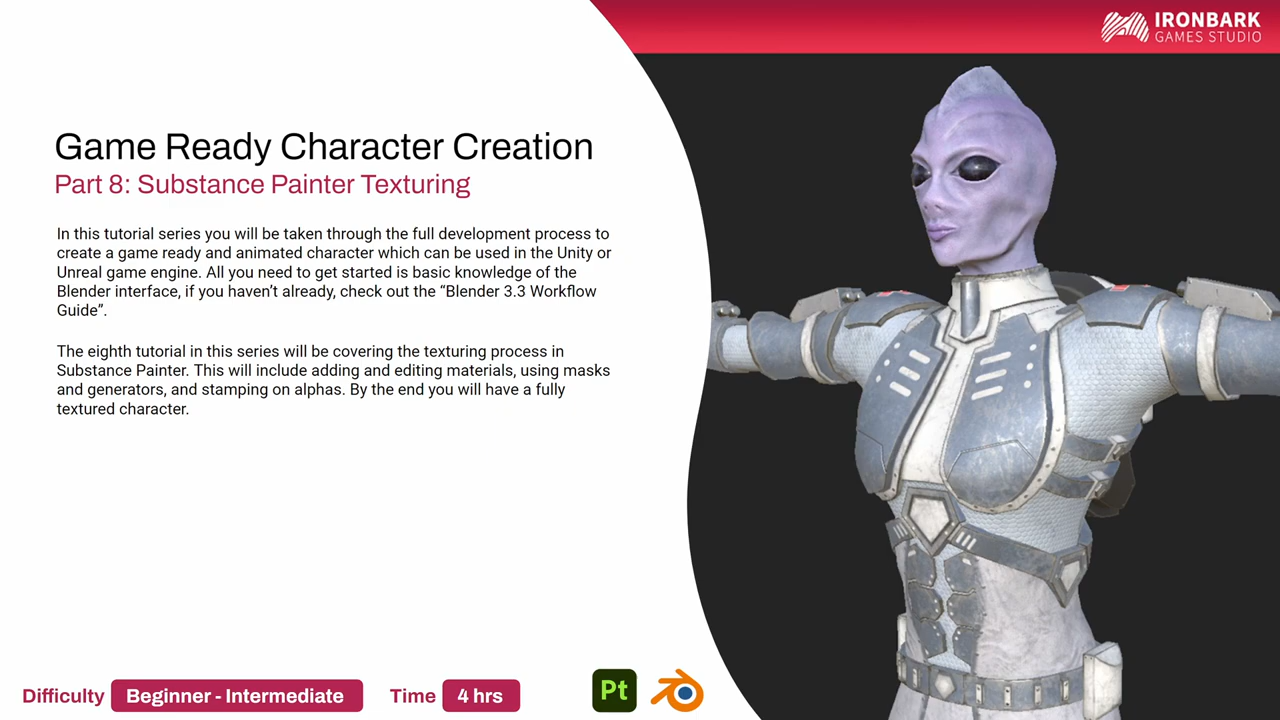 IRONBARK
GAMES STUDIO
Game Ready Character Creation
Part 8: Substance Painter Texturing
In this tutorial series you will be taken through the full development process to
create a game ready and animated character which can be used in the Unity or
Unreal game engine. All you need to get started is basic knowledge of the
Blender interface, if you haven’t already, check out the “Blender 3.3 Workflow
Guide”.
The eighth tutorial in this series will be covering the texturing process in
Substance Painter. This will include adding and editing materials, using masks
and generators, and stamping on alphas. By the end you will have a fully
textured character.
Difficulty Beginner - Intermediate Time 4 hrs Pt